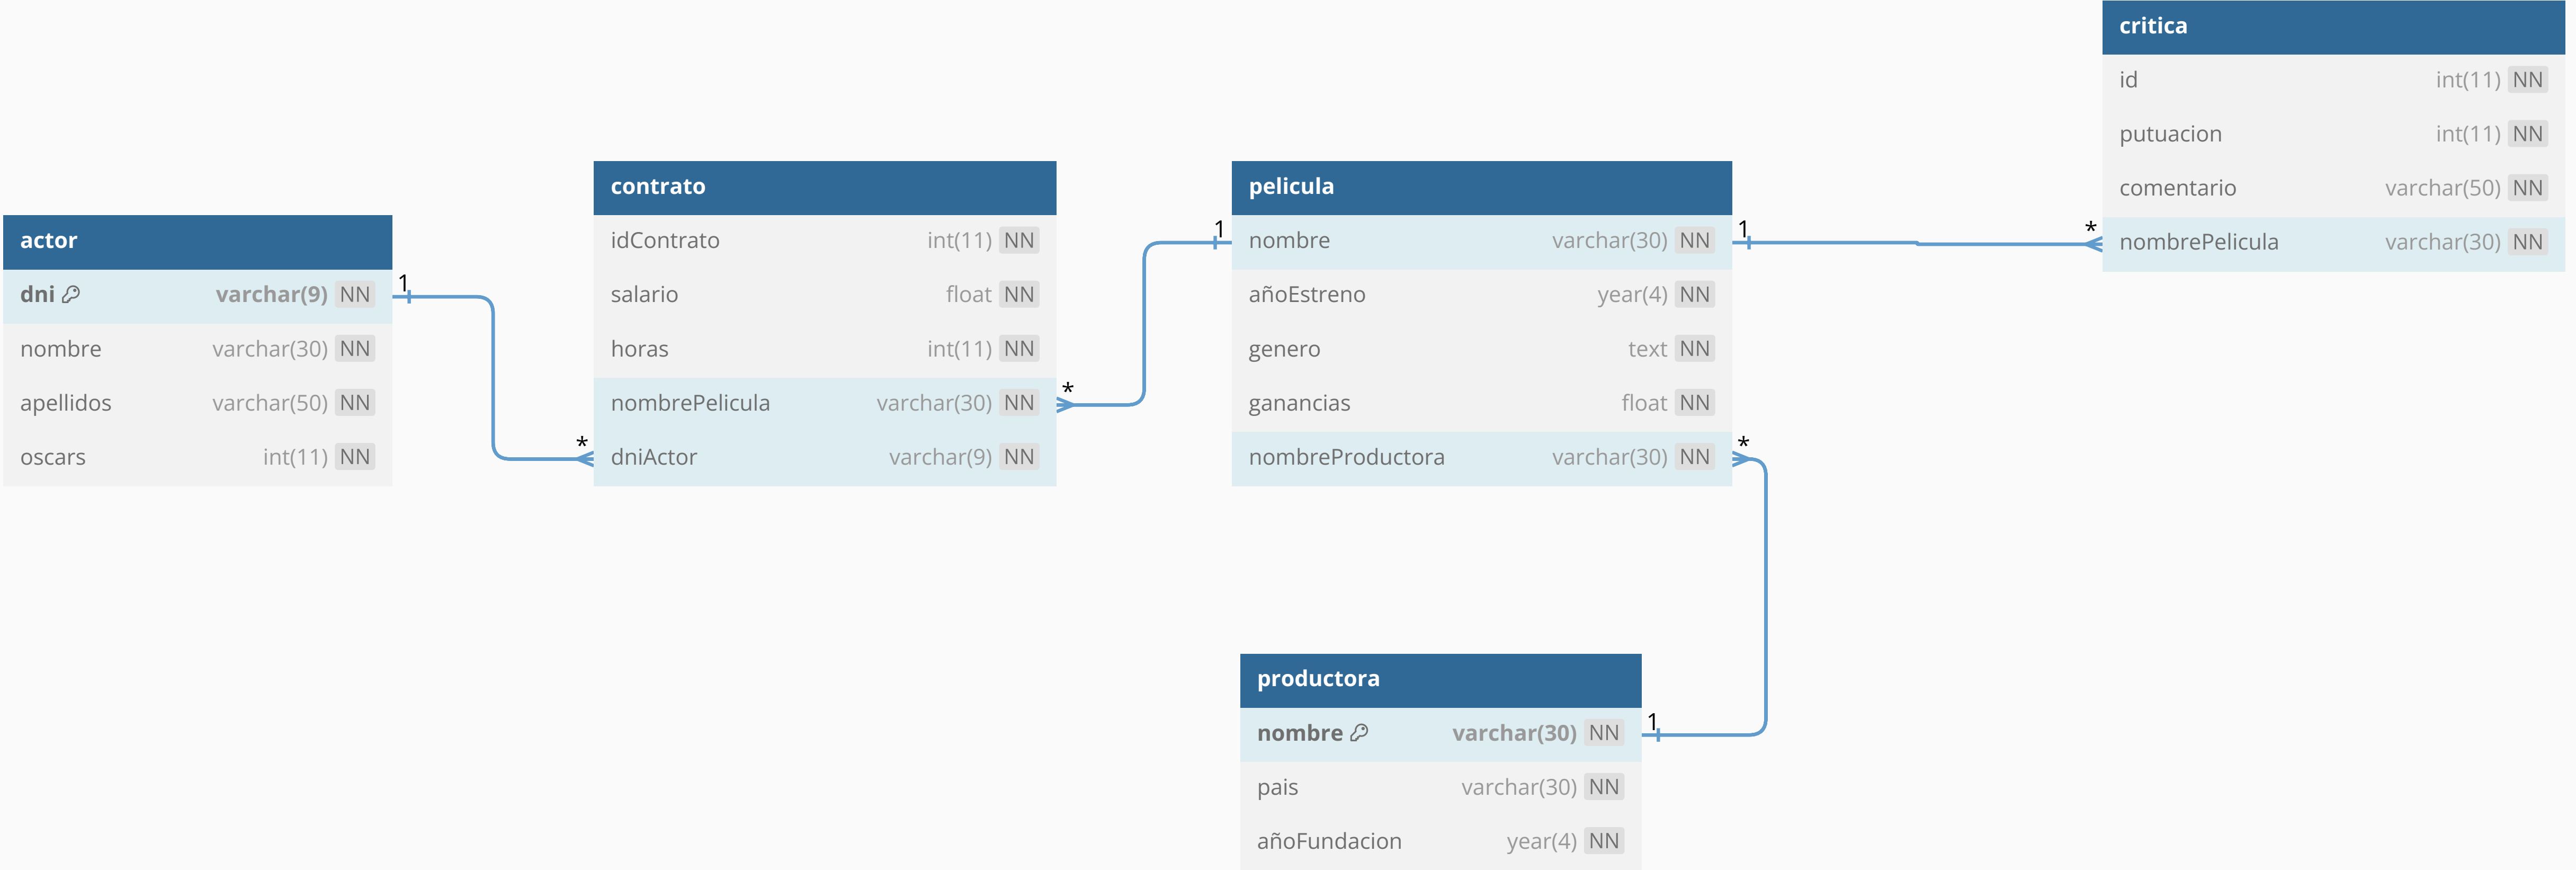 critica
id int(11) NN
putuacion int(11) NN
comentario varchar(50) NN
* nombrePelicula varchar(30) NN
actor
dni varchar(9) NN 1
nombre varchar(30) NN
apellidos varchar(50) NN
oscars int(11) NN
contrato
idContrato int(11) NN
salario float NN
horas int(11) NN
nombrePelicula varchar(30) NN *
* dniActor varchar(9) NN
pelicula
1 nombre varchar(30) NN 1
añoEstreno year(4) NN
genero text NN
ganancias float NN
nombreProductora varchar(30) NN *
productora
nombre varchar(30) NN 1
pais varchar(30) NN
añoFundacion year(4) NN